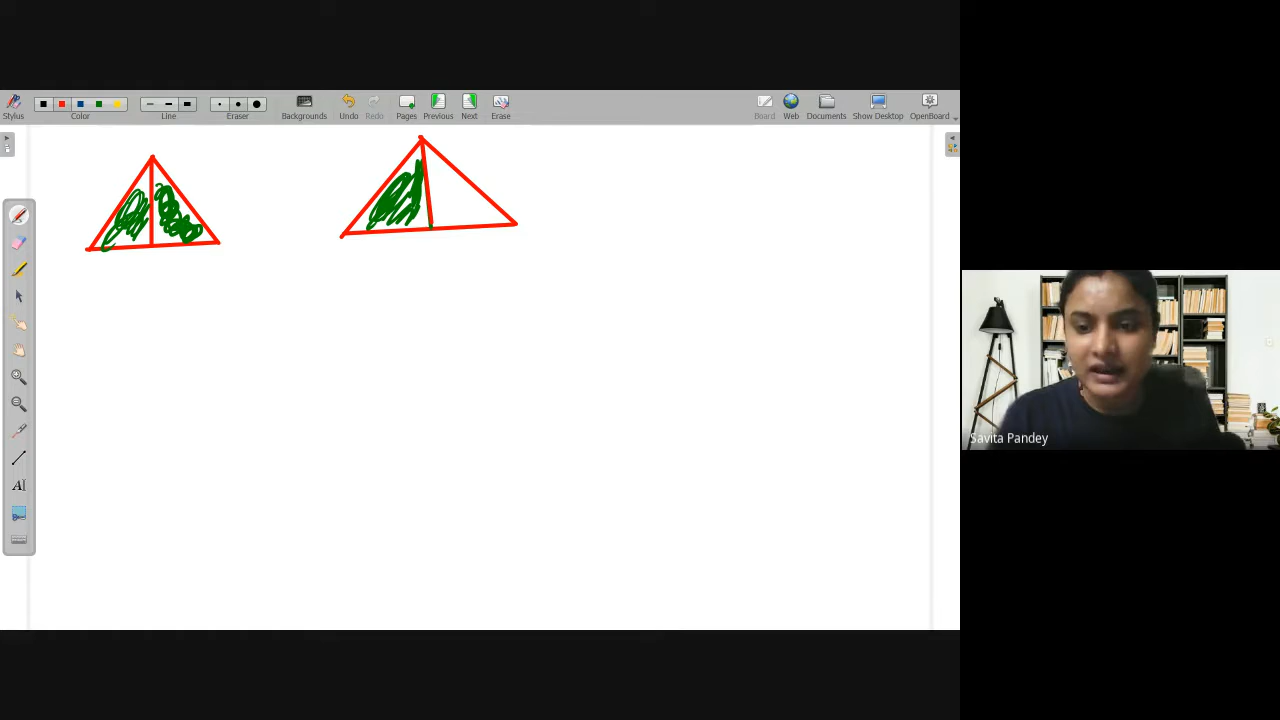 Stylus Color Line Eraser Backgrounds Undo Redo Pages Previous Next Erase Board Web Documents Show Desktop OpenBoard
AI
Savita Pandey